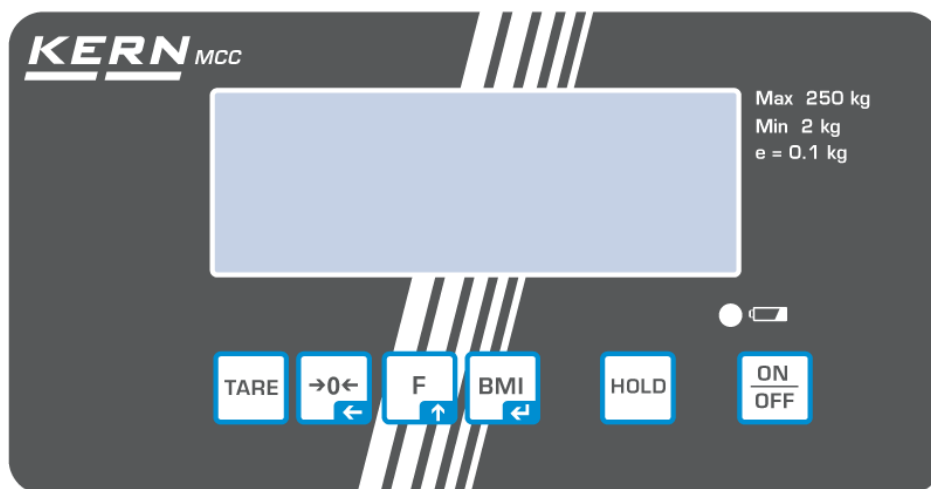 KERN MCC
Max 250 kg
Min 2 kg
e = 0.1 kg
TARE
→0←
F
BMI
HOLD
ON
OFF